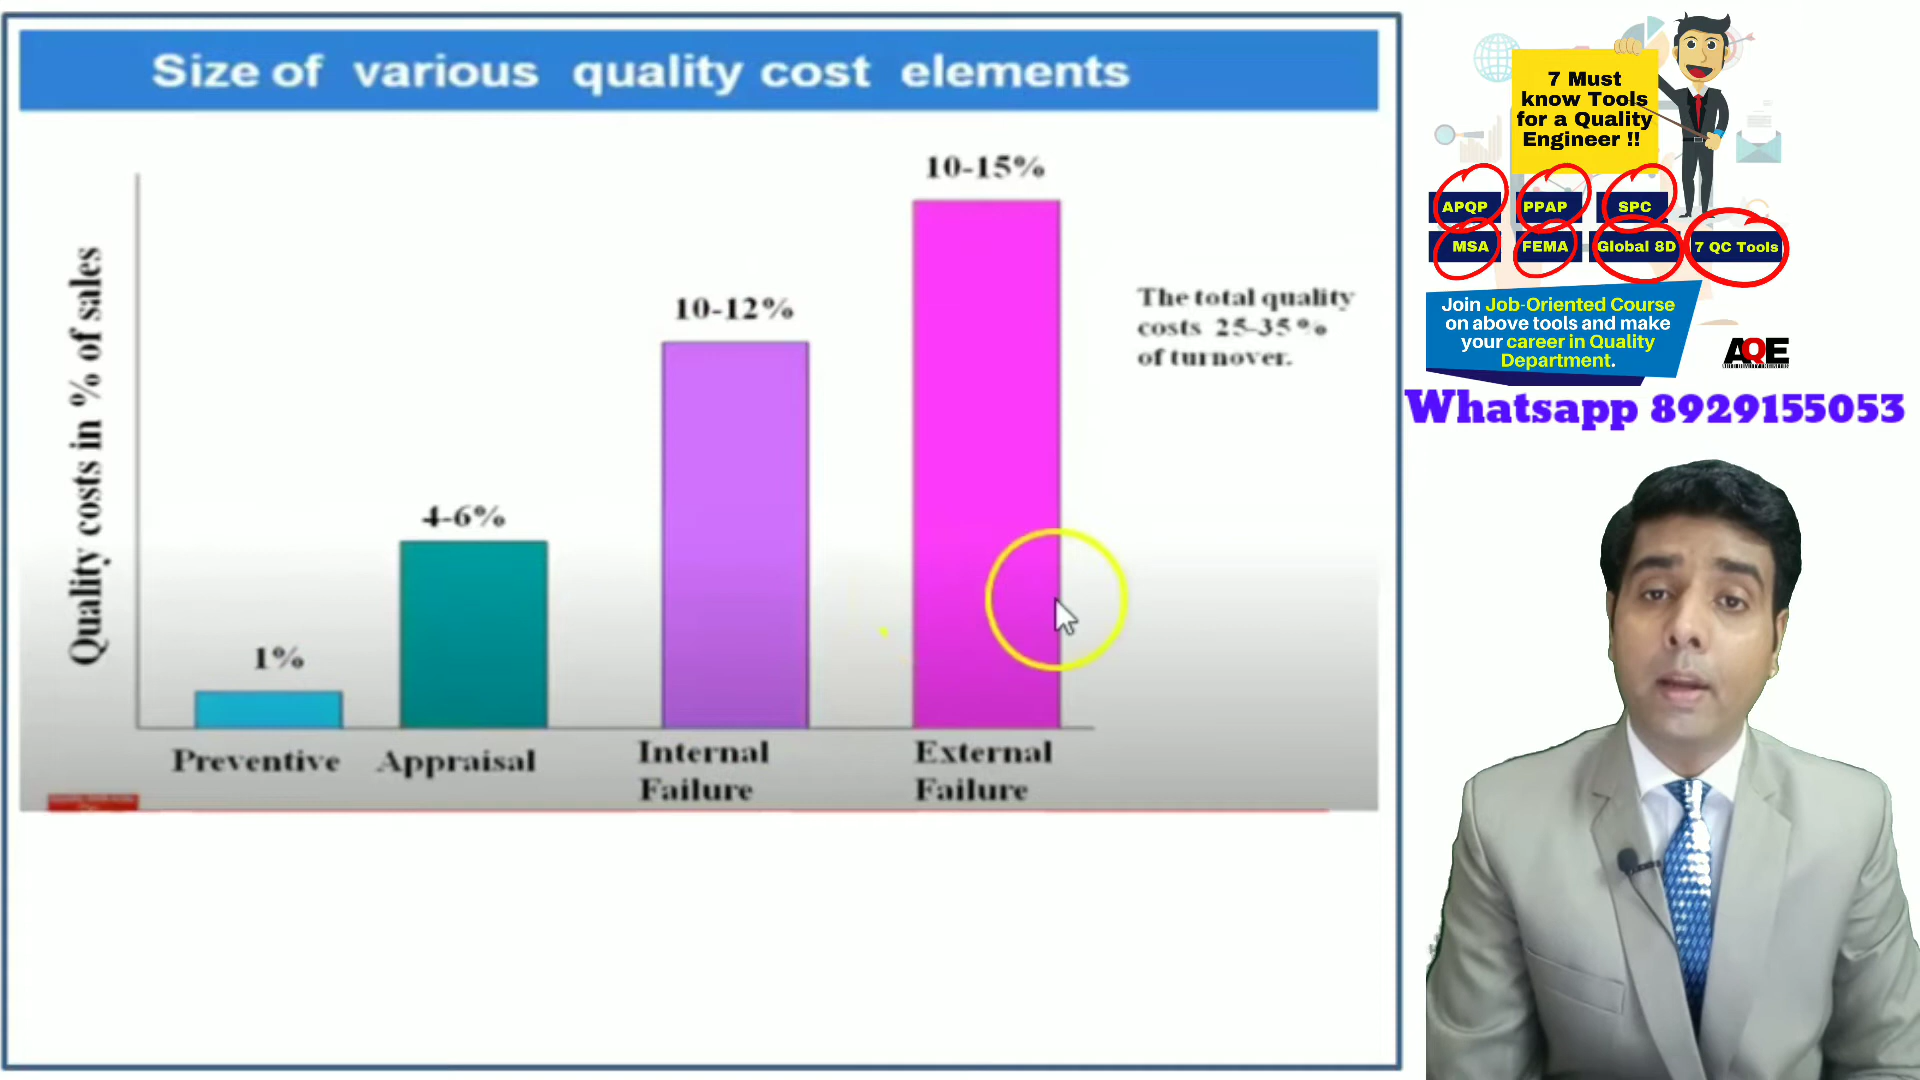 Size of various quality cost elements
Quality costs in % of sales
10-15%
10-12%
4-6%
1%
The total quality
costs 25-35%
of turnover.
Preventive
Appraisal
Internal
Failure
External
Failure
7 Must
know Tools
for a Quality
Engineer !!
APQP
PPAP
SPC
MSA
FEMA
Global 8D
7 QC Tools
Join Job-Oriented Course
on above tools and make
your career in Quality
Department.
AQE
Whatsapp 8929155053